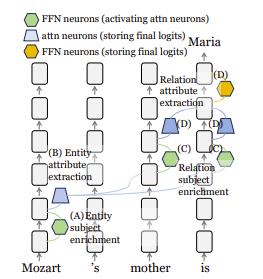 FFN neurons (activating attn neurons)
attn neurons (storing final logits)
FFN neurons (storing final logits)
Maria
Relation
attribute
extraction
(D)
(D)
(D)
(B) Entity
attribute
extraction
(C)
(C)
Relation
subject
enrichment
(A)Entity
subject
enrichment
Mozart 's mother is